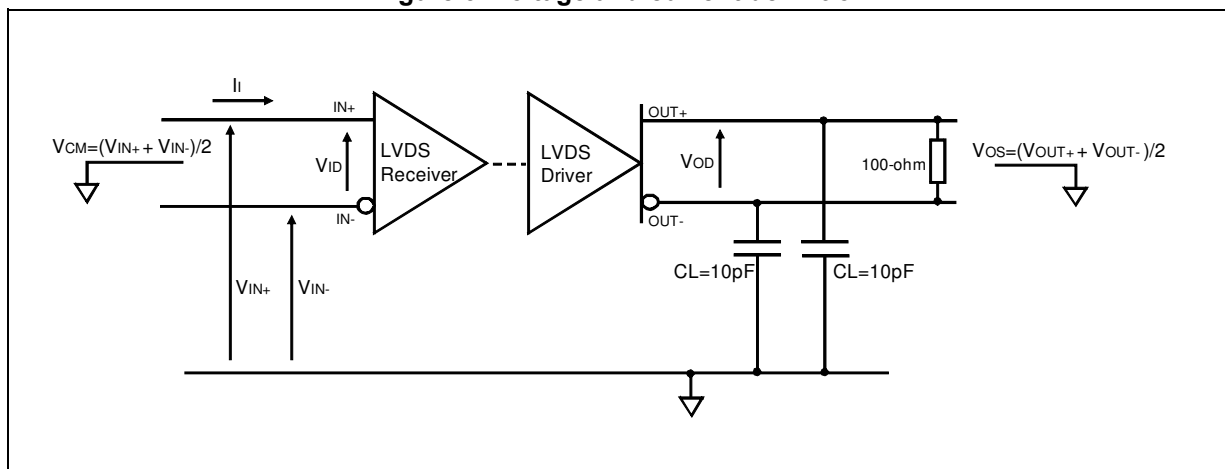 II
IN+
OUT+
VCM=(VIN+ + VIN-)/2
VID
LVDS
Receiver
LVDS
Driver
VOD
100-ohm
VOS=(VOUT+ + VOUT- )/2
IN-
OUT-
CL=10pF
CL=10pF
VIN+
VIN-